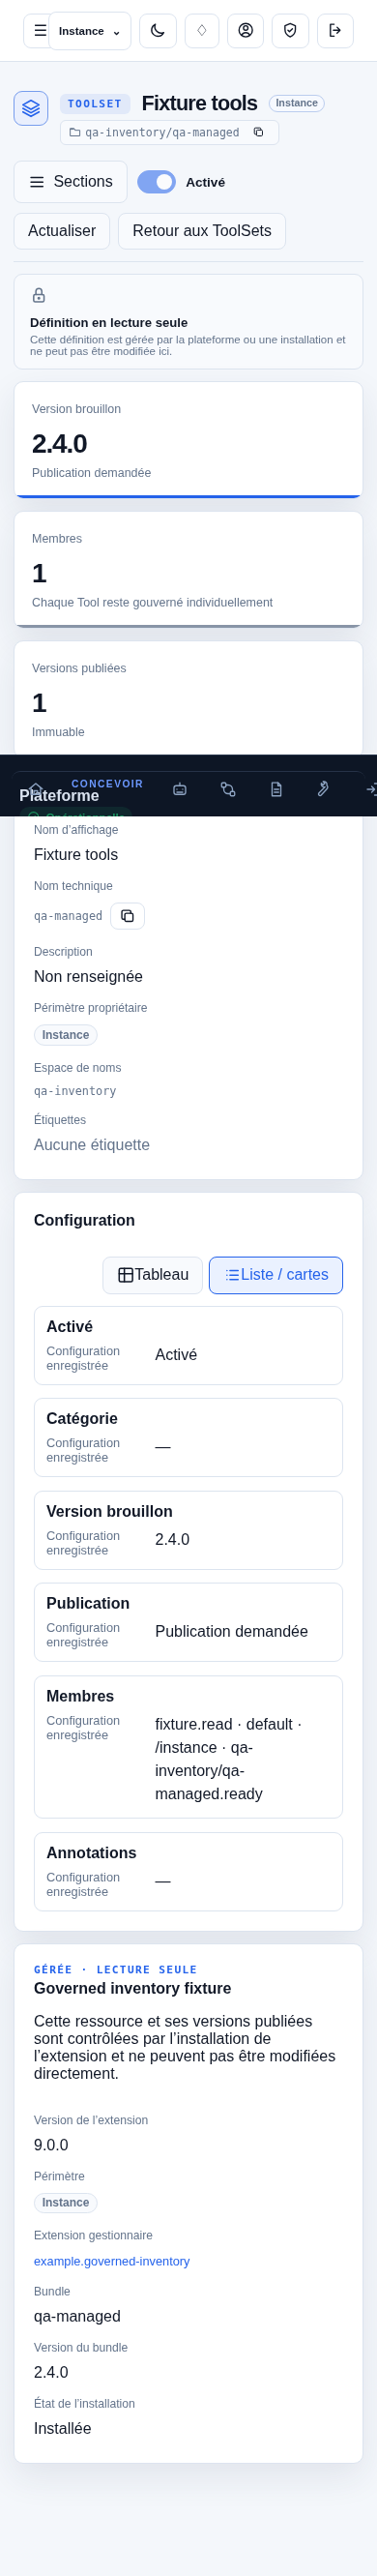 Instance
TOOLSET Fixture tools Instance
qa-inventory/qa-managed
Sections Activé
Actualiser Retour aux ToolSets
Définition en lecture seule
Cette définition est gérée par la plateforme ou une installation et
ne peut pas être modifiée ici.
Version brouillon
2.4.0
Publication demandée
Membres
1
Chaque Tool reste gouverné individuellement
Versions publiées
1
Immuable
CONCEVOIR
Plateforme
Nom d’affichage
Fixture tools
Nom technique
qa-managed
Description
Non renseignée
Périmètre propriétaire
Instance
Espace de noms
qa-inventory
Étiquettes
Aucune étiquette
Configuration
Tableau Liste / cartes
Activé
Configuration
enregistrée
Activé
Catégorie
Configuration
enregistrée
—
Version brouillon
Configuration
enregistrée
2.4.0
Publication
Configuration
enregistrée
Publication demandée
Membres
Configuration
enregistrée
fixture.read · default ·
/instance · qa-
inventory/qa-
managed.ready
Annotations
Configuration
enregistrée
—
GÉRÉE · LECTURE SEULE
Governed inventory fixture
Cette ressource et ses versions publiées
sont contrôlées par l’installation de
l’extension et ne peuvent pas être modifiées
directement.
Version de l’extension
9.0.0
Périmètre
Instance
Extension gestionnaire
example.governed-inventory
Bundle
qa-managed
Version du bundle
2.4.0
État de l’installation
Installée